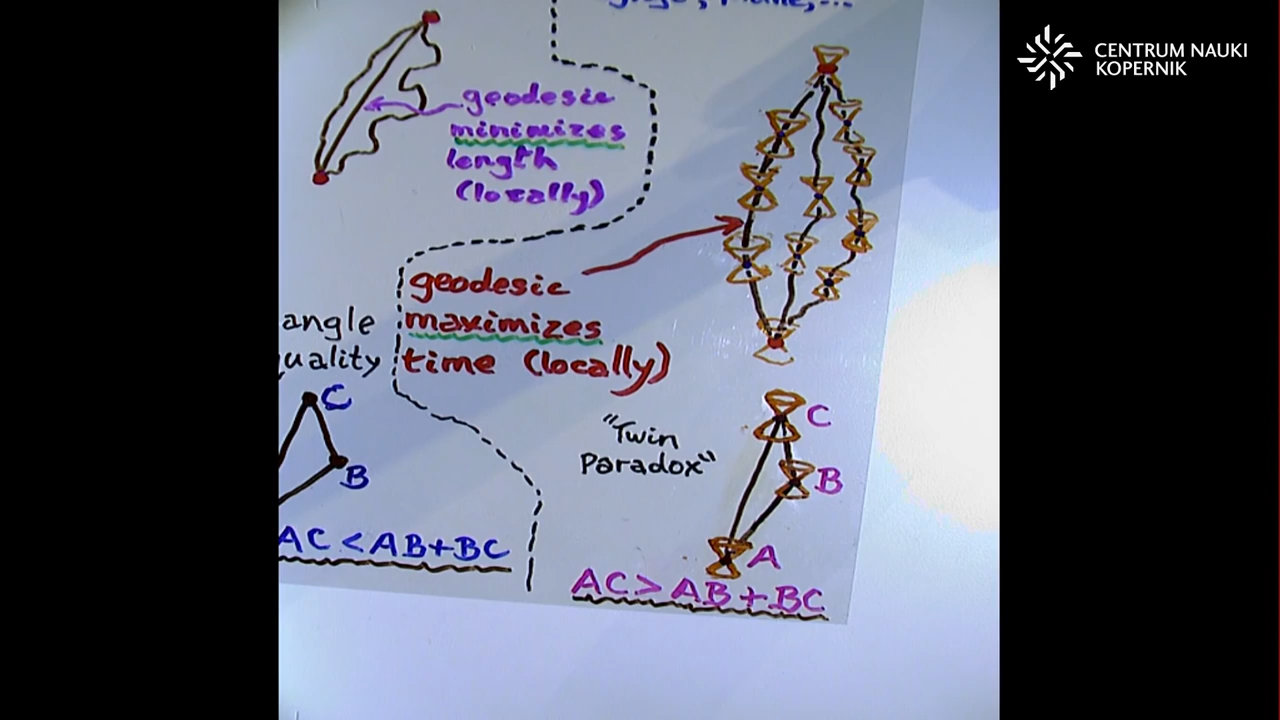 geodesic
minimizes
length
(locally)
geodesic
maximizes
time (locally)
angle
quality
C
B
AC < AB+BC
"Twin
Paradox"
C
B
A
AC > AB + BC
CENTRUM NAUKI
KOPERNIK